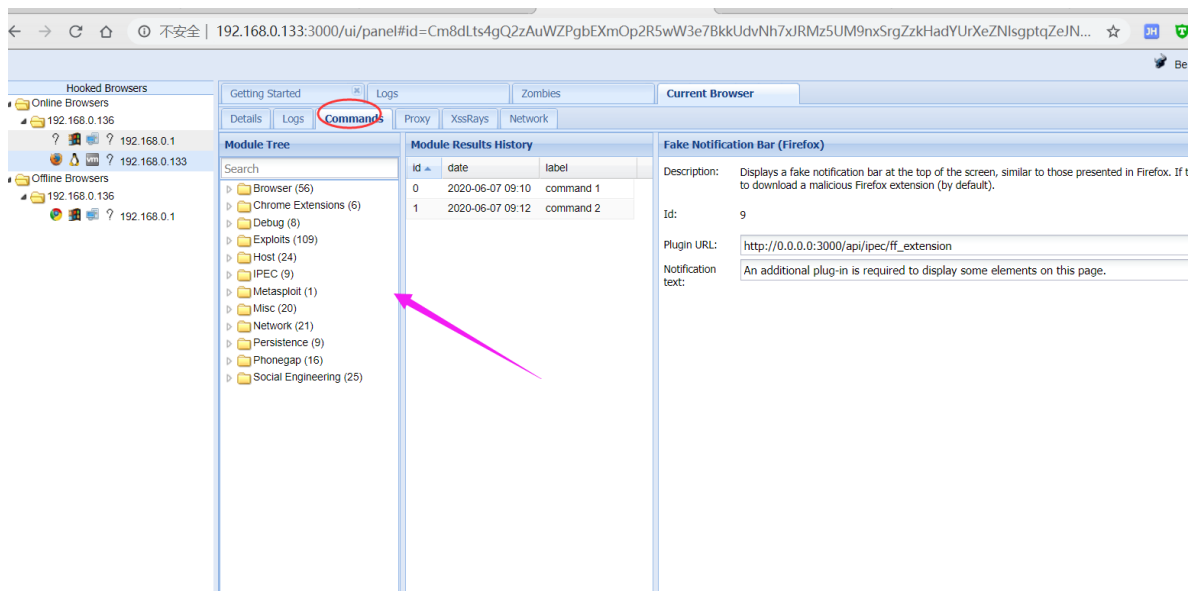 不安全 | 192.168.0.133:3000/ui/panel#id=Cm8dLts4gQ2zAuWZPgbEXmOp2R5wW3e7BkkUdvNh7xJRMz5UM9nxSrgZzkHadYUrXeZNlsgptqZeJN...
JH
Be
Hooked Browsers
Online Browsers
192.168.0.136
? ? 192.168.0.1
vm ? 192.168.0.133
Offline Browsers
192.168.0.136
? 192.168.0.1
Getting Started Logs Zombies Current Browser
Details Logs Commands Proxy XssRays Network
Module Tree
Search
Browser (56)
Chrome Extensions (6)
Debug (8)
Exploits (109)
Host (24)
IPEC (9)
Metasploit (1)
Misc (20)
Network (21)
Persistence (9)
Phonegap (16)
Social Engineering (25)
Module Results History
id date label
0 2020-06-07 09:10 command 1
1 2020-06-07 09:12 command 2
Fake Notification Bar (Firefox)
Description: Displays a fake notification bar at the top of the screen, similar to those presented in Firefox. If t
to download a malicious Firefox extension (by default).
Id: 9
Plugin URL: http://0.0.0.0:3000/api/ipec/ff_extension
Notification text: An additional plug-in is required to display some elements on this page.